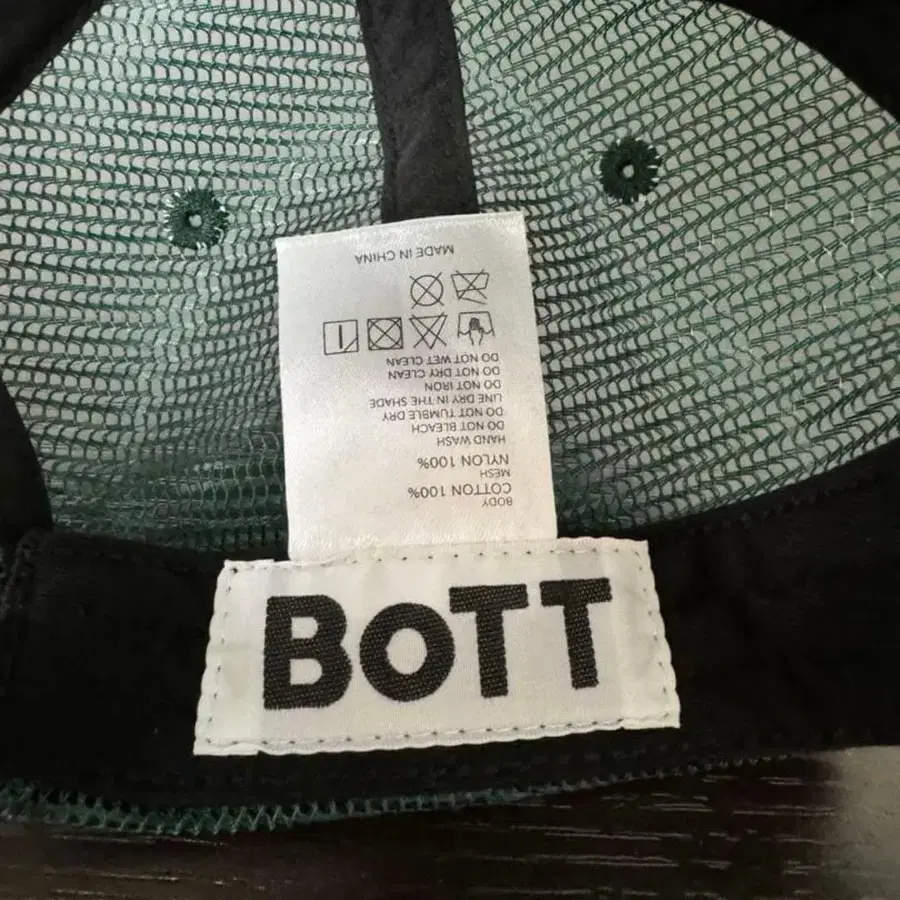 BODY
COTTON 100%
MESH
NYLON 100%
HAND WASH
DO NOT BLEACH
DO NOT TUMBLE DRY
LINE DRY IN THE SHADE
DO NOT IRON
DO NOT DRY CLEAN
DO NOT WET CLEAN
MADE IN CHINA
BoTT